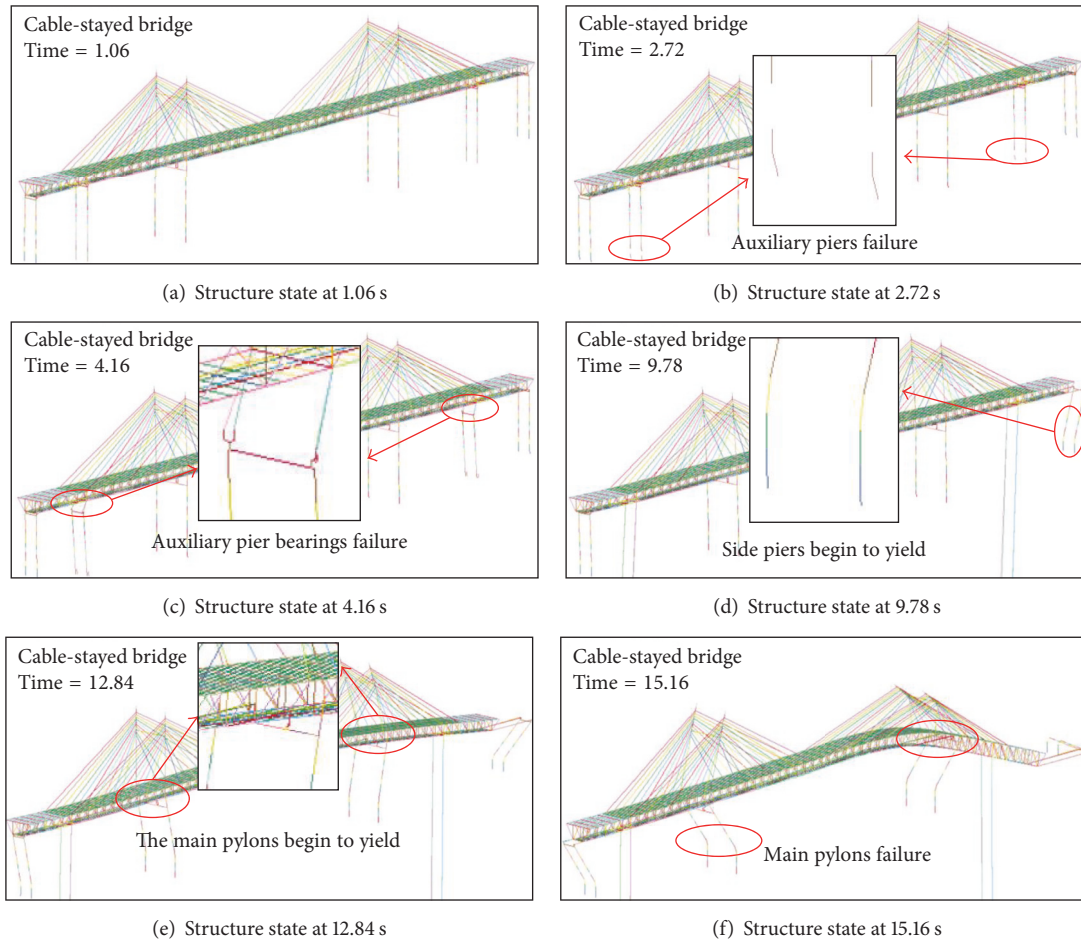 Cable-stayed bridge
Time = 1.06
(a) Structure state at 1.06 s
Cable-stayed bridge
Time = 2.72
Auxiliary piers failure
(b) Structure state at 2.72 s
Cable-stayed bridge
Time = 4.16
Auxiliary pier bearings failure
(c) Structure state at 4.16 s
Cable-stayed bridge
Time = 9.78
Side piers begin to yield
(d) Structure state at 9.78 s
Cable-stayed bridge
Time = 12.84
The main pylons begin to yield
(e) Structure state at 12.84 s
Cable-stayed bridge
Time = 15.16
Main pylons failure
(f) Structure state at 15.16 s